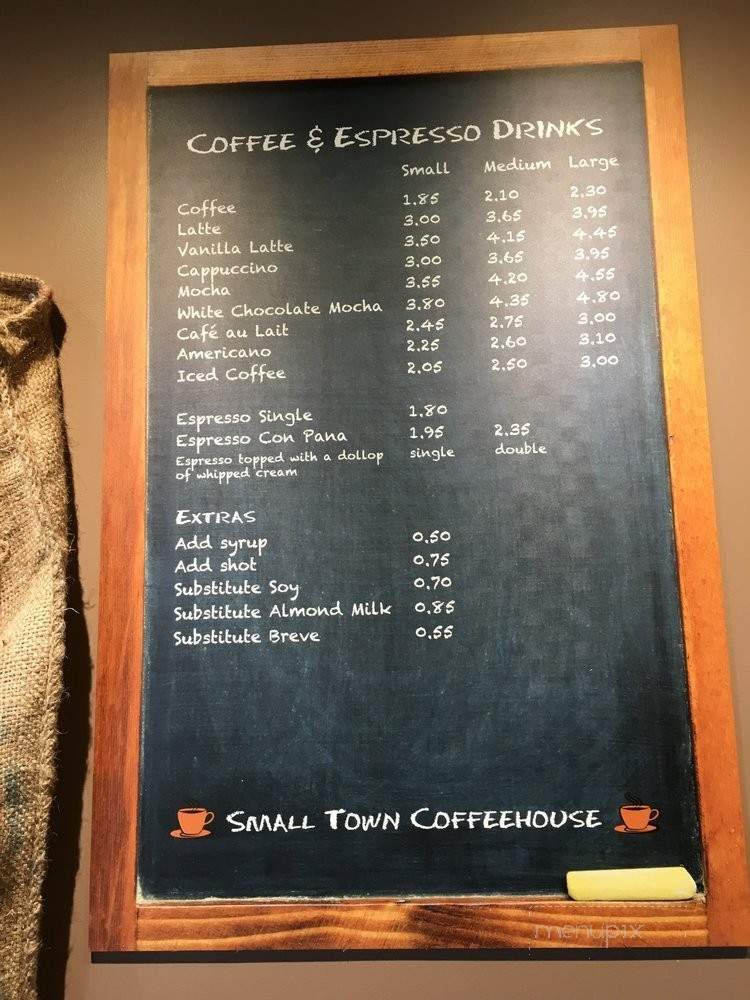 Coffee & Espresso Drinks
Small Medium Large
Coffee 1.85 2.10 2.30
Latte 3.00 3.65 3.95
Vanilla Latte 3.50 4.15 4.45
Cappuccino 3.00 3.65 3.95
Mocha 3.55 4.20 4.55
White Chocolate Mocha 3.80 4.35 4.80
Café au Lait 2.45 2.75 3.00
Americano 2.25 2.60 3.10
Iced Coffee 2.05 2.50 3.00
Espresso Single 1.80
Espresso Con Pana 1.95 2.35
Espresso topped with a dollop single double
of whipped cream
Extras
Add syrup 0.50
Add shot 0.75
Substitute Soy 0.70
Substitute Almond Milk 0.85
Substitute Breve 0.55
Small Town Coffeehouse
menupix